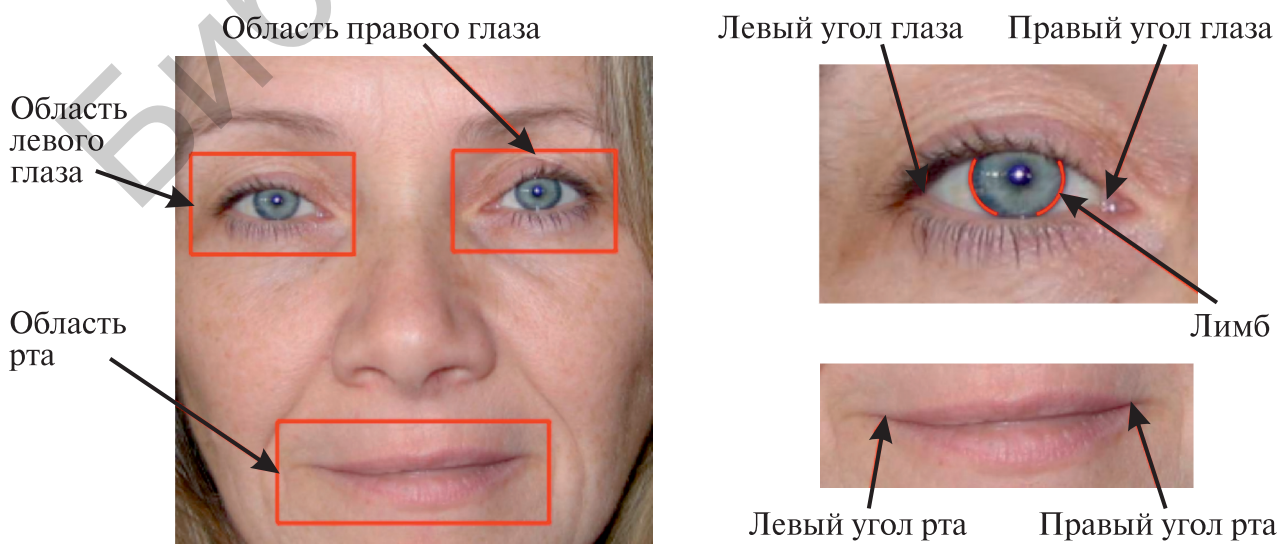 Область правого глаза
Область
левого
глаза
Область
рта
Левый угол глаза
Правый угол глаза
Лимб
Левый угол рта
Правый угол рта
Биб